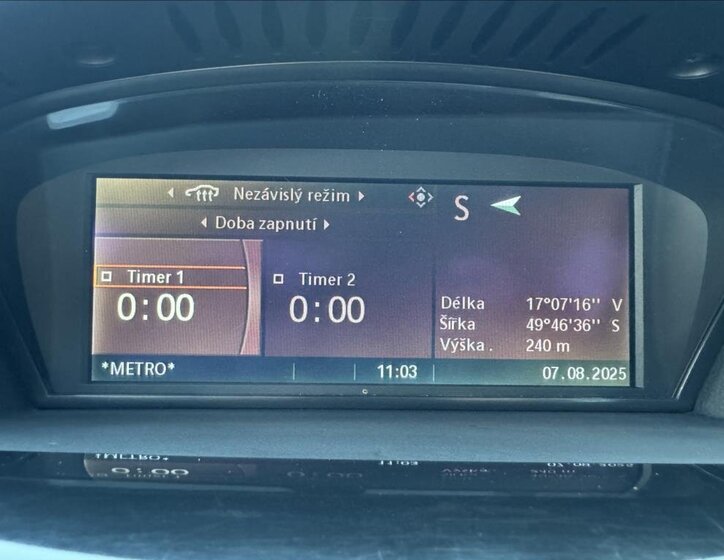 Nezávislý režim
S
Doba zapnutí
Timer 1
0:00
Timer 2
0:00
Délka 17°07'16'' V
Šířka 49°46'36'' S
Výška . 240 m
*METRO* 11:03 07.08.2025